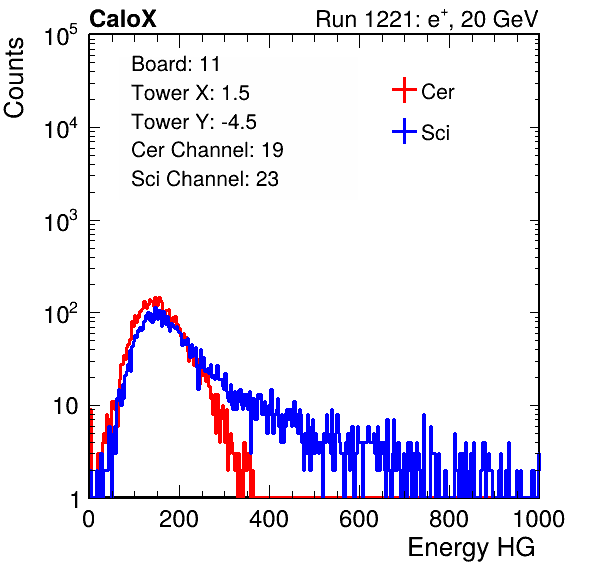 CaloX Run 1221: e⁺, 20 GeV
Counts
10⁵
10⁴
10³
10²
10
1
Board: 11
Tower X: 1.5
Tower Y: -4.5
Cer Channel: 19
Sci Channel: 23
Cer
Sci
0 200 400 600 800 1000
Energy HG